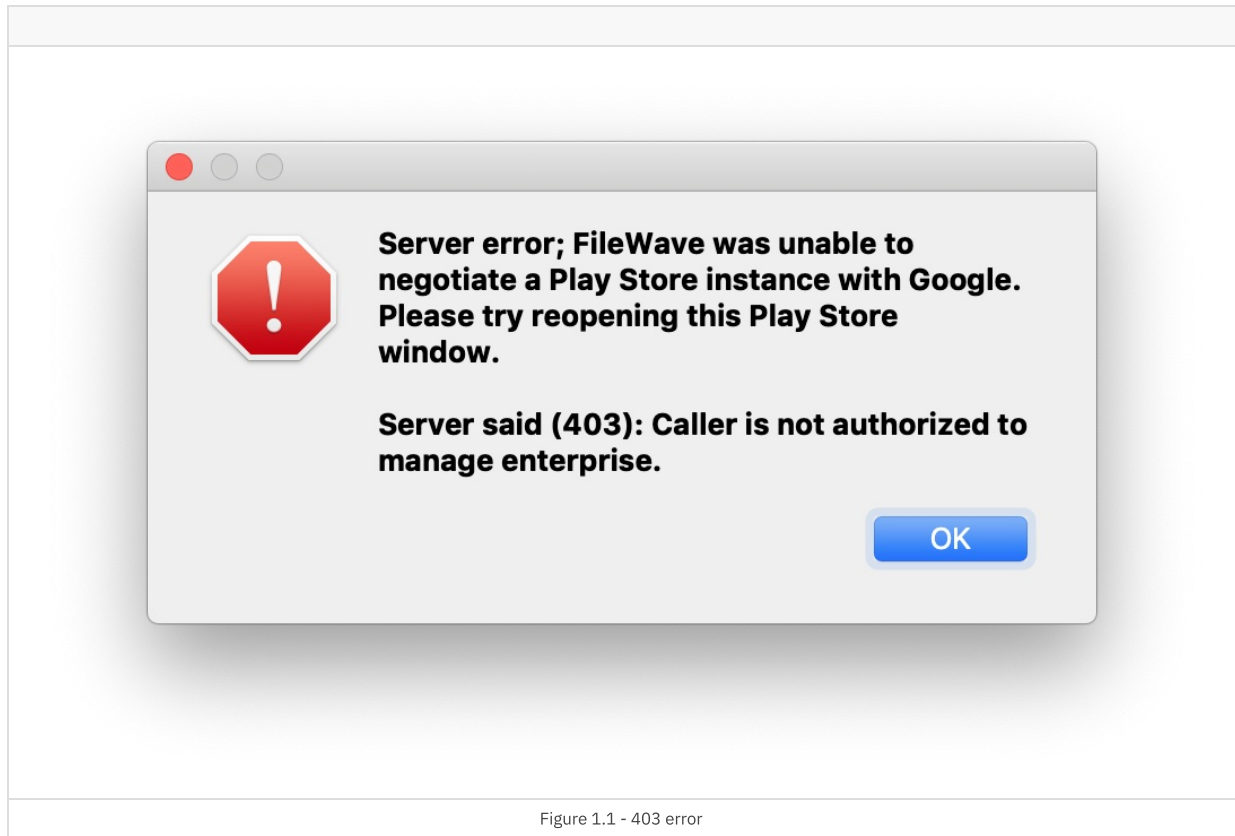 Server error; FileWave was unable to
negotiate a Play Store instance with Google.
Please try reopening this Play Store
window.
Server said (403): Caller is not authorized to
manage enterprise.
OK
Figure 1.1 - 403 error